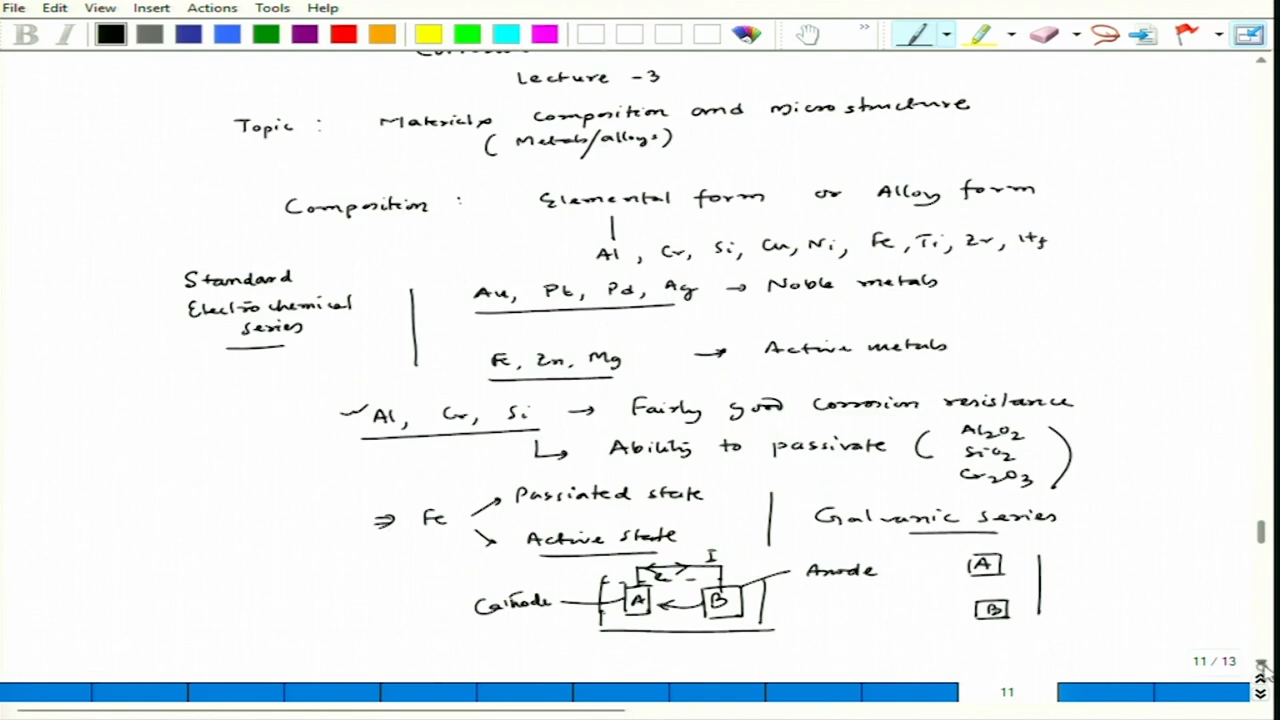 File Edit View Insert Actions Tools Help
B I
Lecture -3
Topic : Materials composition and microstructure
( Metals/alloys)
Composition : Elemental form or Alloy form
Al, Cr, Si, Cu, Ni, Fe, Ti, Zr, Hf
Standard
Electrochemical
series
Au, Pt, Pd, Ag → Noble metals
Fe, Zn, Mg → Active metals
Al, Cr, Si → Fairly good corrosion resistance
Ability to passivate ( Al2O2
SiO2
Cr2O3 )
⇒ Fe Passiated state
Active state
Galvanic series
I
e -
Cathode A B Anode
A
B
11 / 13
11